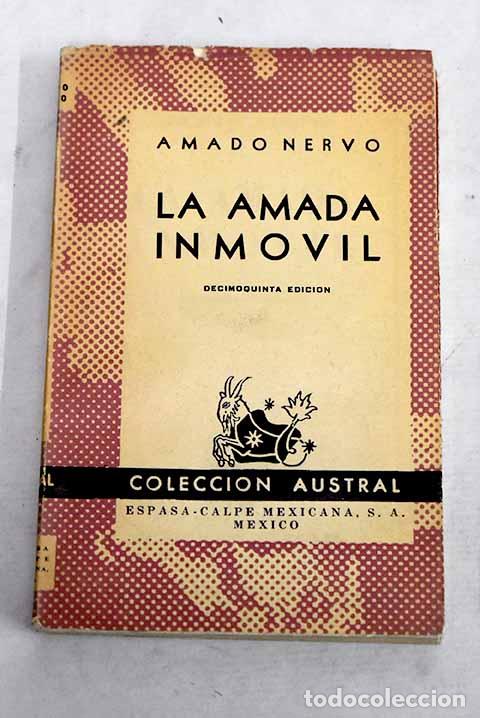 AMADO NERVO
LA AMADA
INMOVIL
DECIMOQUINTA EDICION
COLECCION AUSTRAL
ESPASA-CALPE MEXICANA, S. A.
MEXICO
todocoleccion